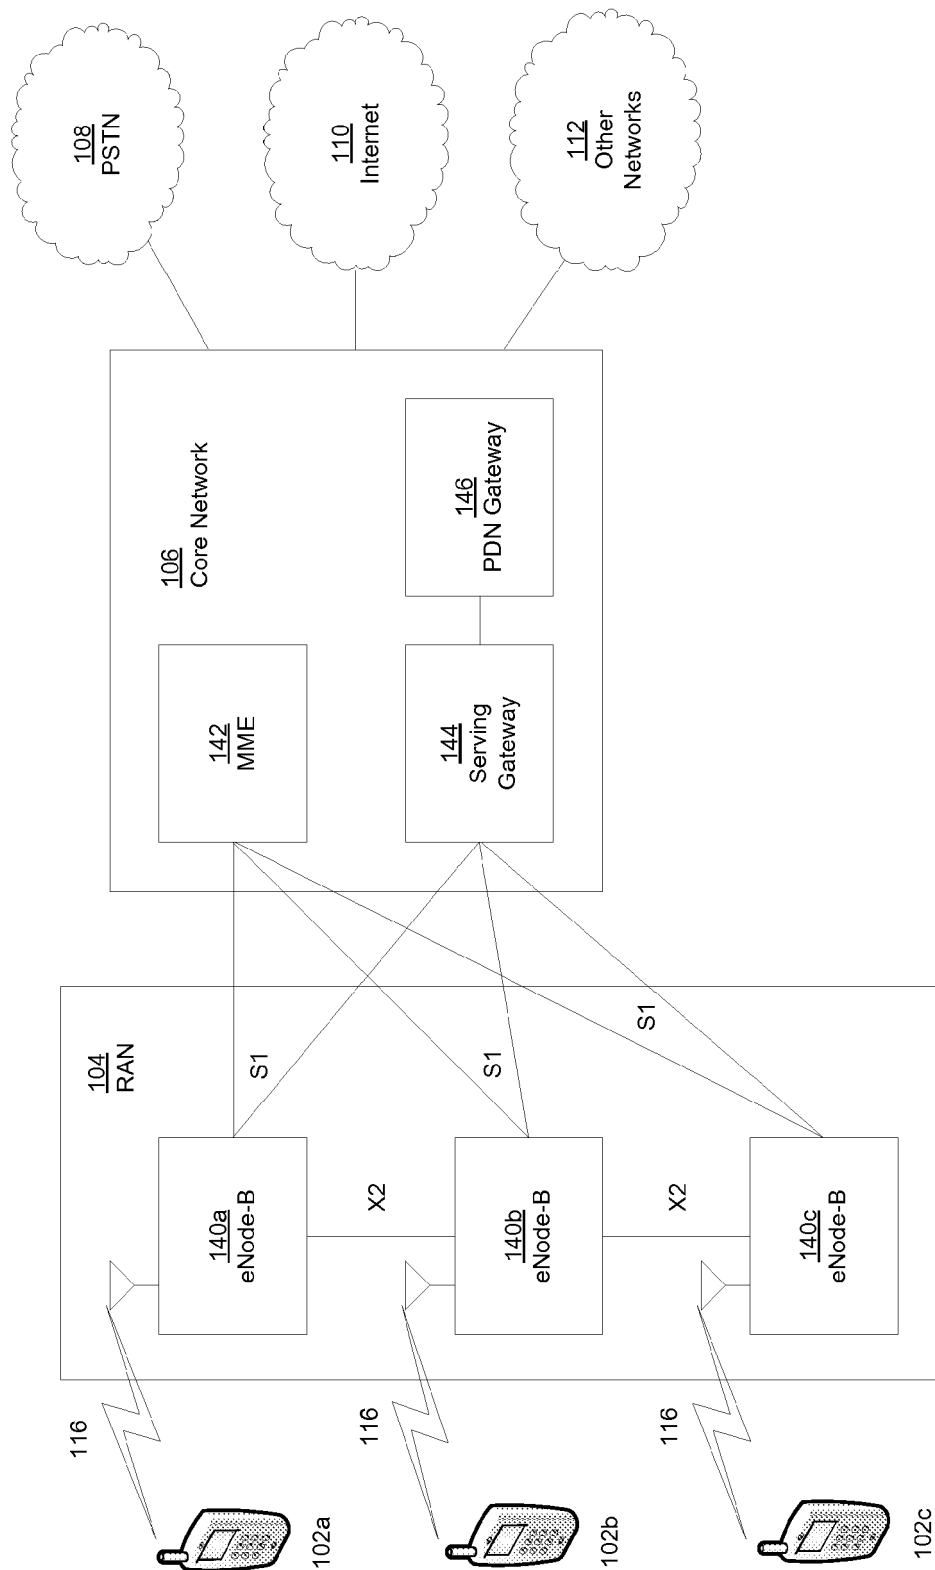 116
102a
116
102b
116
102c
104
RAN
140a
eNode-B
X2
140b
eNode-B
X2
140c
eNode-B
S1
S1
S1
106
Core Network
142
MME
144
Serving
Gateway
146
PDN Gateway
108
PSTN
110
Internet
112
Other
Networks